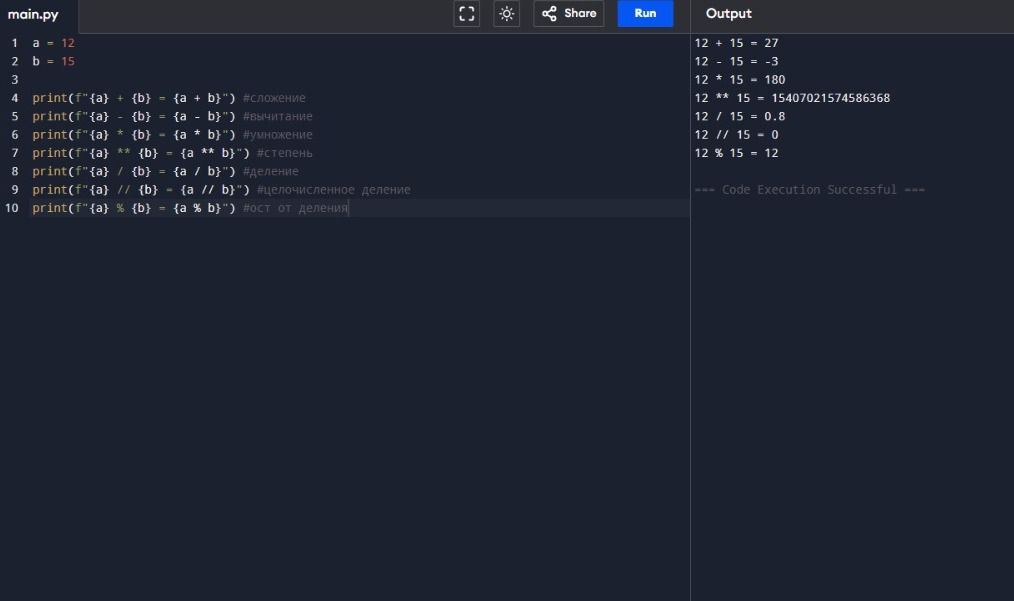 main.py
Share
Run
Output
1 a = 12
2 b = 15
3
4 print(f"{a} + {b} = {a + b}") #сложение
5 print(f"{a} - {b} = {a - b}") #вычитание
6 print(f"{a} * {b} = {a * b}") #умножение
7 print(f"{a} ** {b} = {a ** b}") #степень
8 print(f"{a} / {b} = {a / b}") #деление
9 print(f"{a} // {b} = {a // b}") #целочисленное деление
10 print(f"{a} % {b} = {a % b}") #ост от деления
12 + 15 = 27
12 - 15 = -3
12 * 15 = 180
12 ** 15 = 15407021574586368
12 / 15 = 0.8
12 // 15 = 0
12 % 15 = 12
=== Code Execution Successful ===